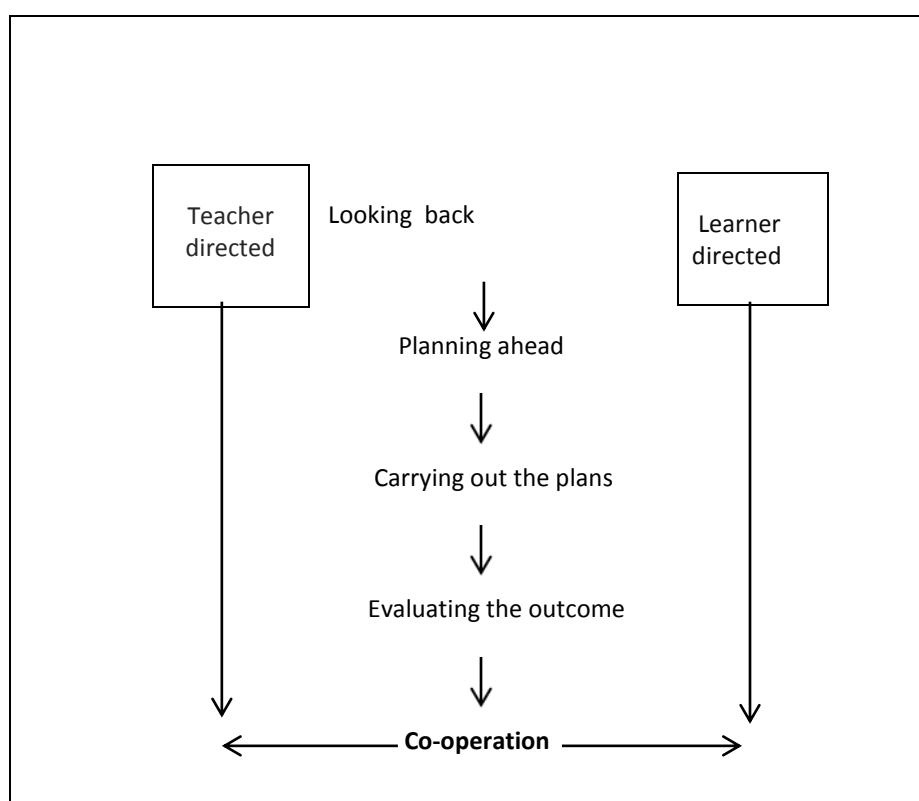 Teacher
directed
Looking back
Learner
directed
Planning ahead
Carrying out the plans
Evaluating the outcome
Co-operation